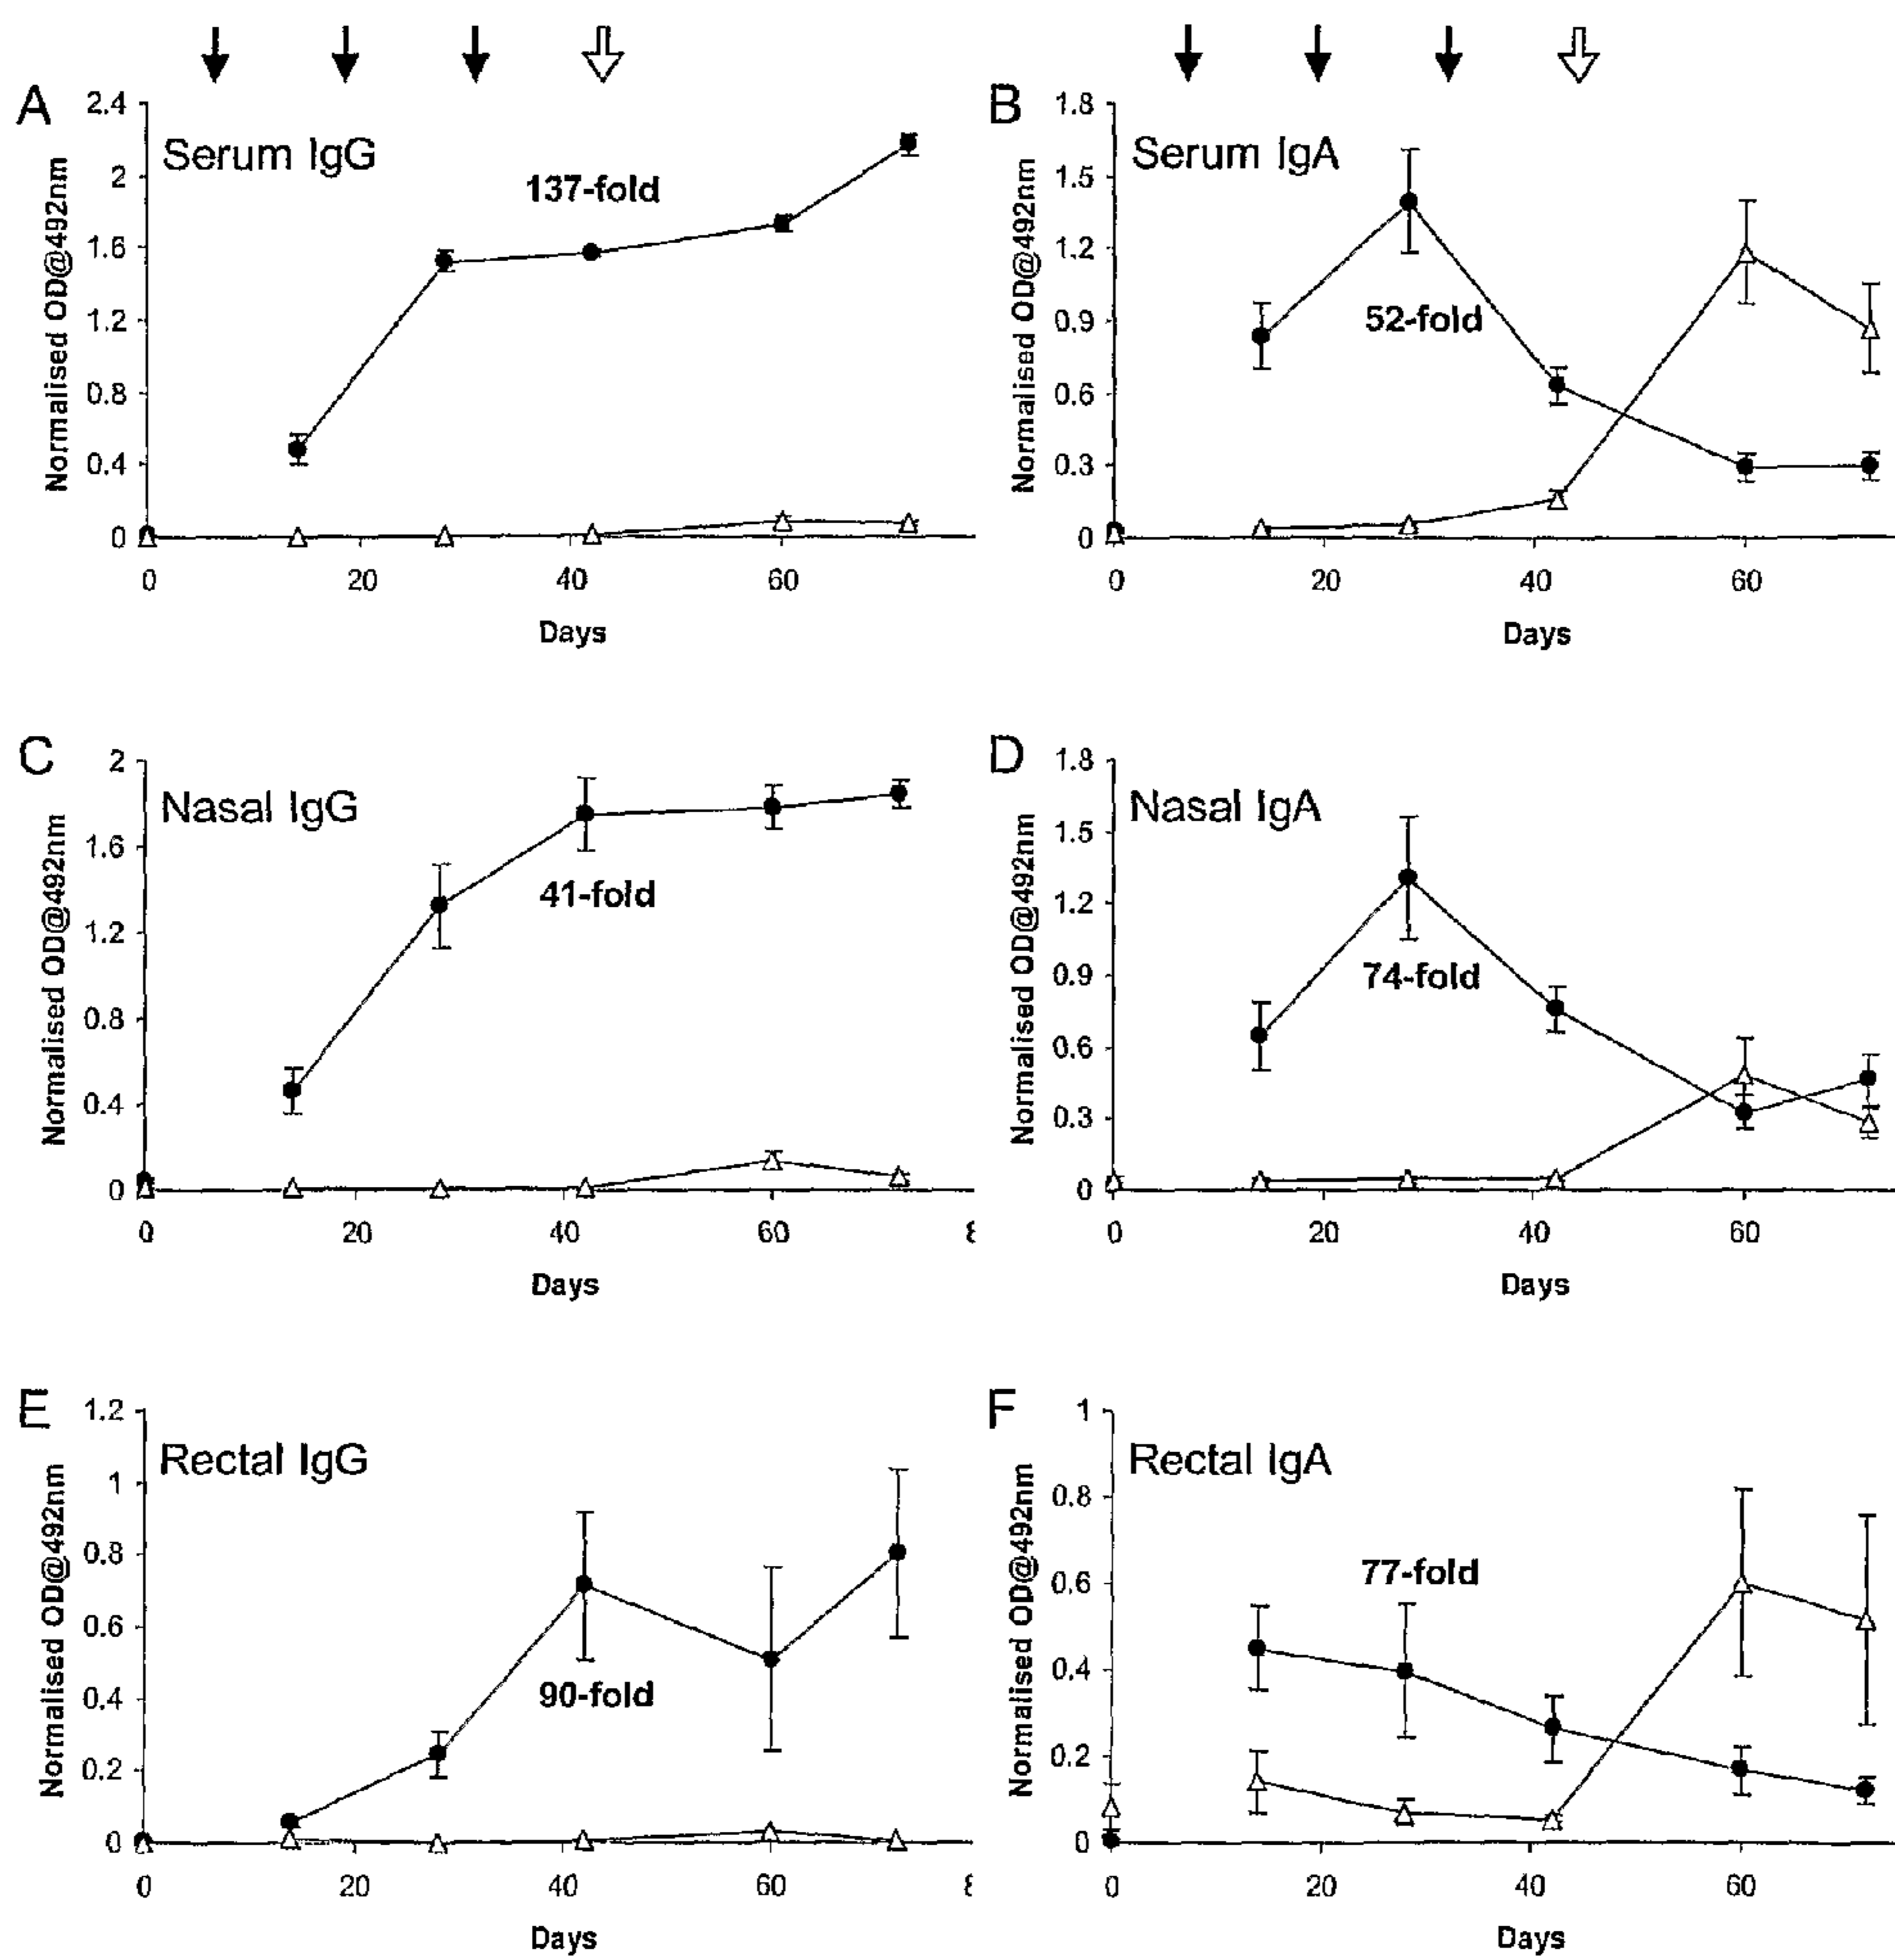 A
Serum IgG
137-fold
Normalised OD@492nm
2.4
2
1.6
1.2
0.8
0.4
0
0 20 40 60
Days
B
Serum IgA
52-fold
Normalised OD@492nm
1.8
1.5
1.2
0.9
0.6
0.3
0
0 20 40 60
Days
C
Nasal IgG
41-fold
Normalised OD@492nm
2
1.6
1.2
0.8
0.4
0
0 20 40 60
Days
D
Nasal IgA
74-fold
Normalised OD@492nm
1.8
1.5
1.2
0.9
0.6
0.3
0
0 20 40 60
Days
E
Rectal IgG
90-fold
Normalised OD@492nm
1.2
1
0.8
0.6
0.4
0.2
0
0 20 40 60
Days
F
Rectal IgA
77-fold
Normalised OD@492nm
1
0.8
0.6
0.4
0.2
0
0 20 40 60
Days